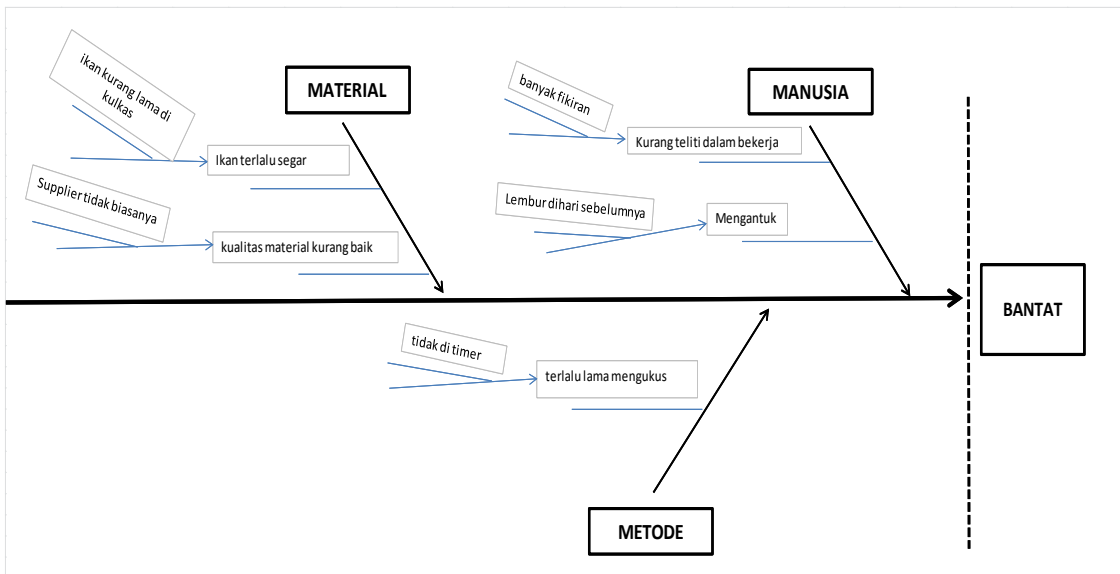 ikan kurang lama di
kulkas
MATERIAL
banyak fikiran
MANUSIA
Ikan terlalu segar
Kurang teliti dalam bekerja
Supplier tidak biasanya
Lembur dihari sebelumnya
Mengantuk
kualitas material kurang baik
BANTAT
tidak di timer
terlalu lama mengukus
METODE